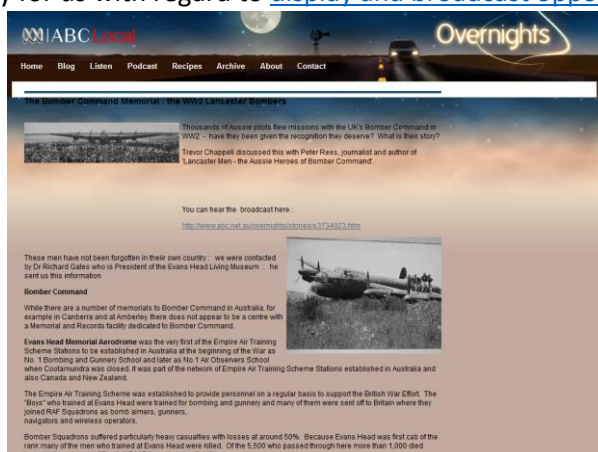 y for us with regard to display and broadcast oppo
ABC Local
Overnights
Home Blog Listen Podcast Recipes Archive About Contact
The Bomber Command Memorial : the WW2 Lancaster Bombers
Thousands of Aussie pilots flew missions with the UK's Bomber Command in
WW2 - have they been given the recognition they deserve? What is their story?
Trevor Chappell discussed this with Peter Rees, journalist and author of
'Lancaster Men - the Aussie Heroes of Bomber Command'.
You can hear the broadcast here :
http://www.abc.net.au/overnights/stories/s3734023.htm
These men have not been forgotten in their own country : we were contacted
by Dr Richard Gates who is President of the Evans Head Living Museum : he
sent us this information
Bomber Command
While there are a number of memorials to Bomber Command in Australia, for
example in Canberra and at Amberley, there does not appear to be a centre with
a Memorial and Records facility dedicated to Bomber Command.
Evans Head Memorial Aerodrome was the very first of the Empire Air Training
Scheme Stations to be established in Australia at the beginning of the War as
No. 1 Bombing and Gunnery School and later as No.1 Air Observers School
when Cootamundra was closed. It was part of the network of Empire Air Training Scheme Stations established in Australia and
also Canada and New Zealand.
The Empire Air Training Scheme was established to provide personnel on a regular basis to support the British War Effort. The
"Boys" who trained at Evans Head were trained for bombing and gunnery and many of them were sent off to Britain where they
joined RAF Squadrons as bomb aimers, gunners,
navigators and wireless operators.
Bomber Squadrons suffered particularly heavy casualties with losses at around 50%. Because Evans Head was first cab of the
rank many of the men who trained at Evans Head were killed. Of the 5,500 who passed through here more than 1,000 died